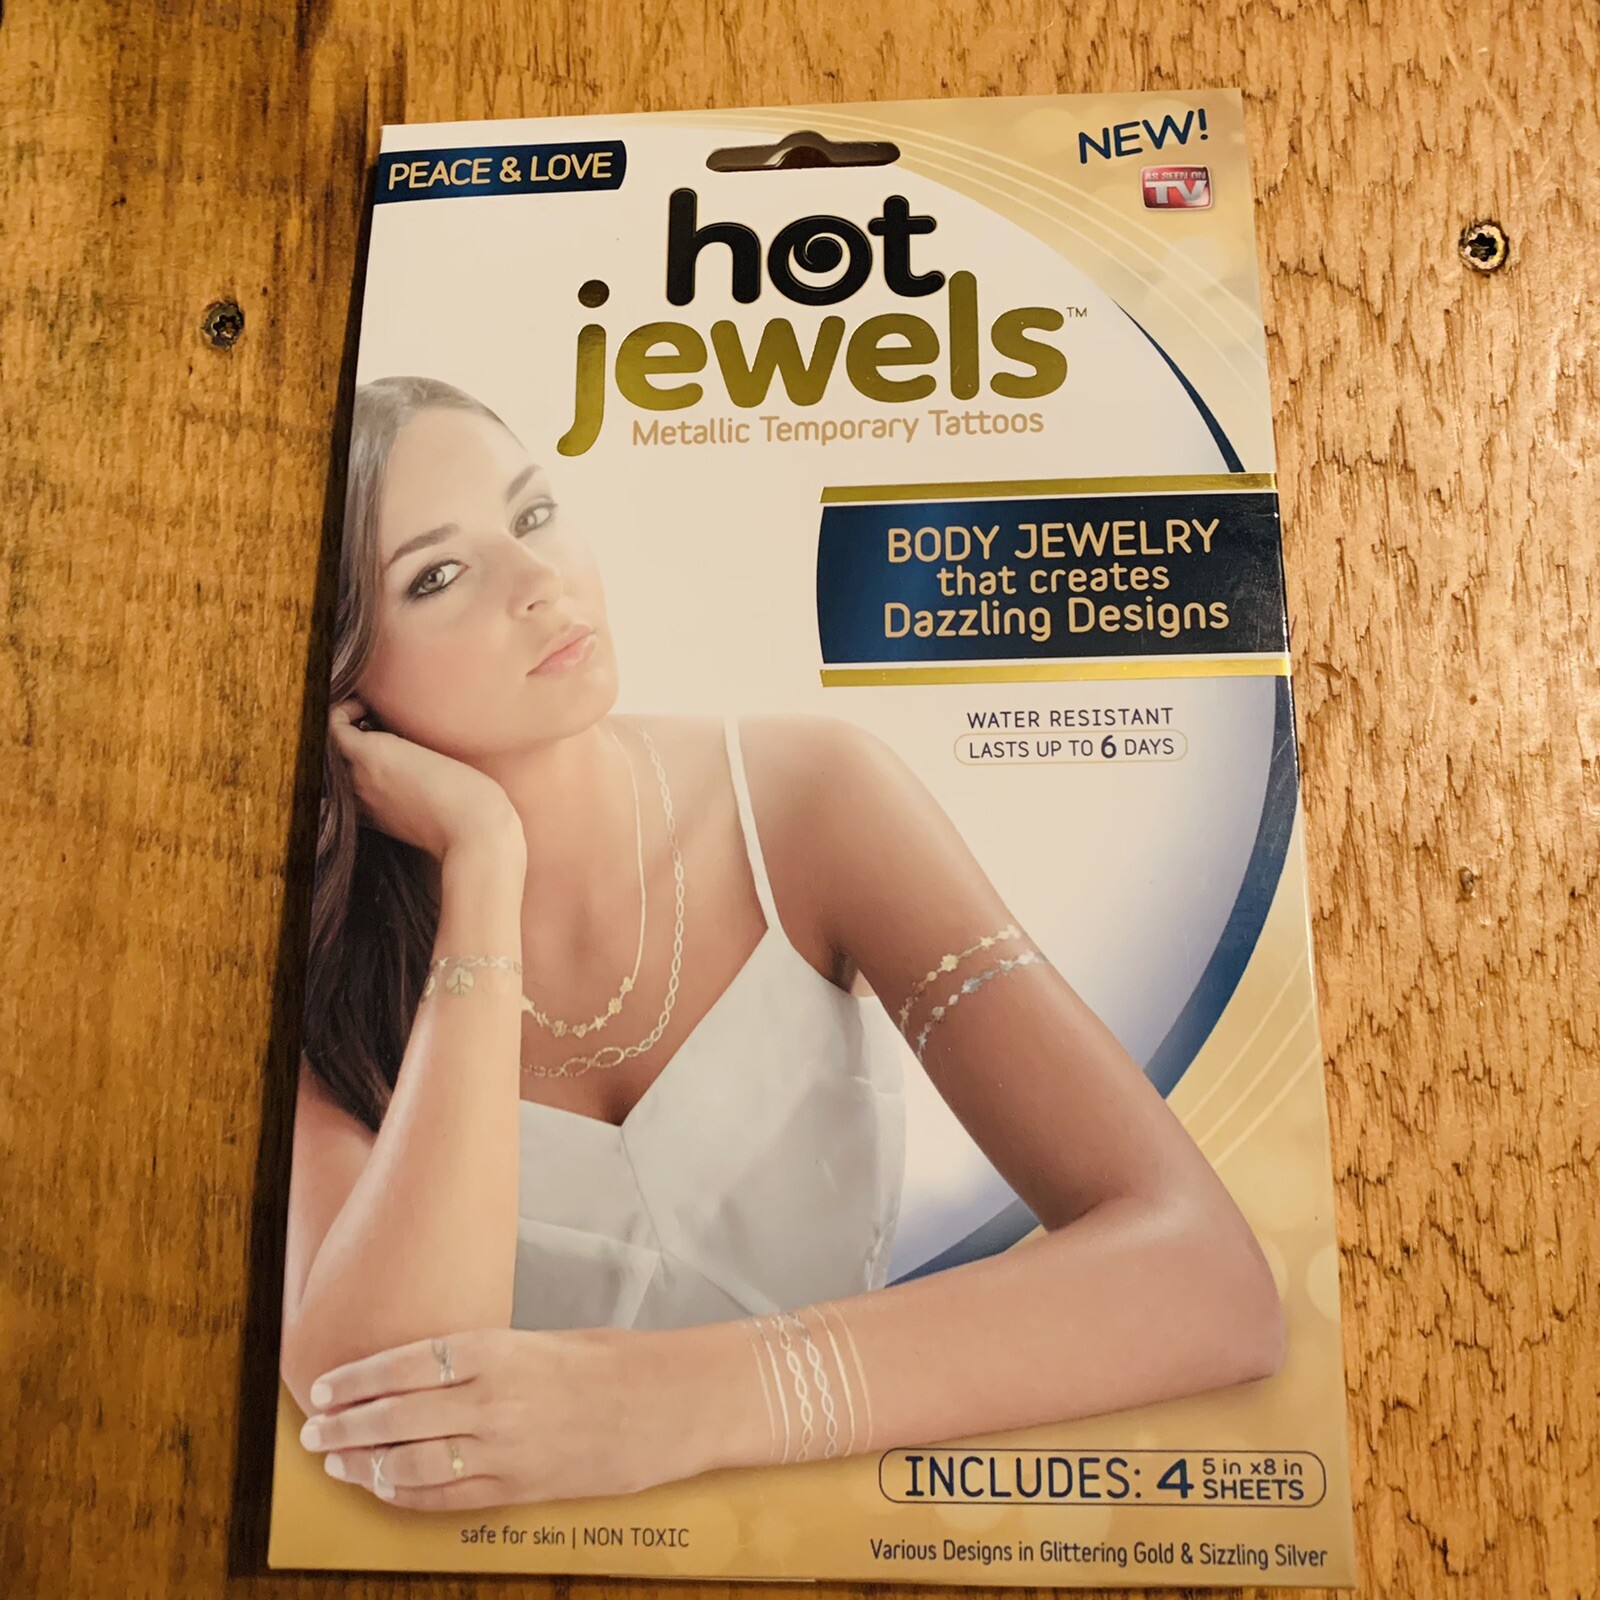 PEACE & LOVE
NEW!
AS SEEN ON
TV
hot
jewels™
Metallic Temporary Tattoos
BODY JEWELRY
that creates
Dazzling Designs
WATER RESISTANT
LASTS UP TO 6 DAYS
INCLUDES: 4 5 in x8 in
SHEETS
safe for skin | NON TOXIC
Various Designs in Glittering Gold & Sizzling Silver